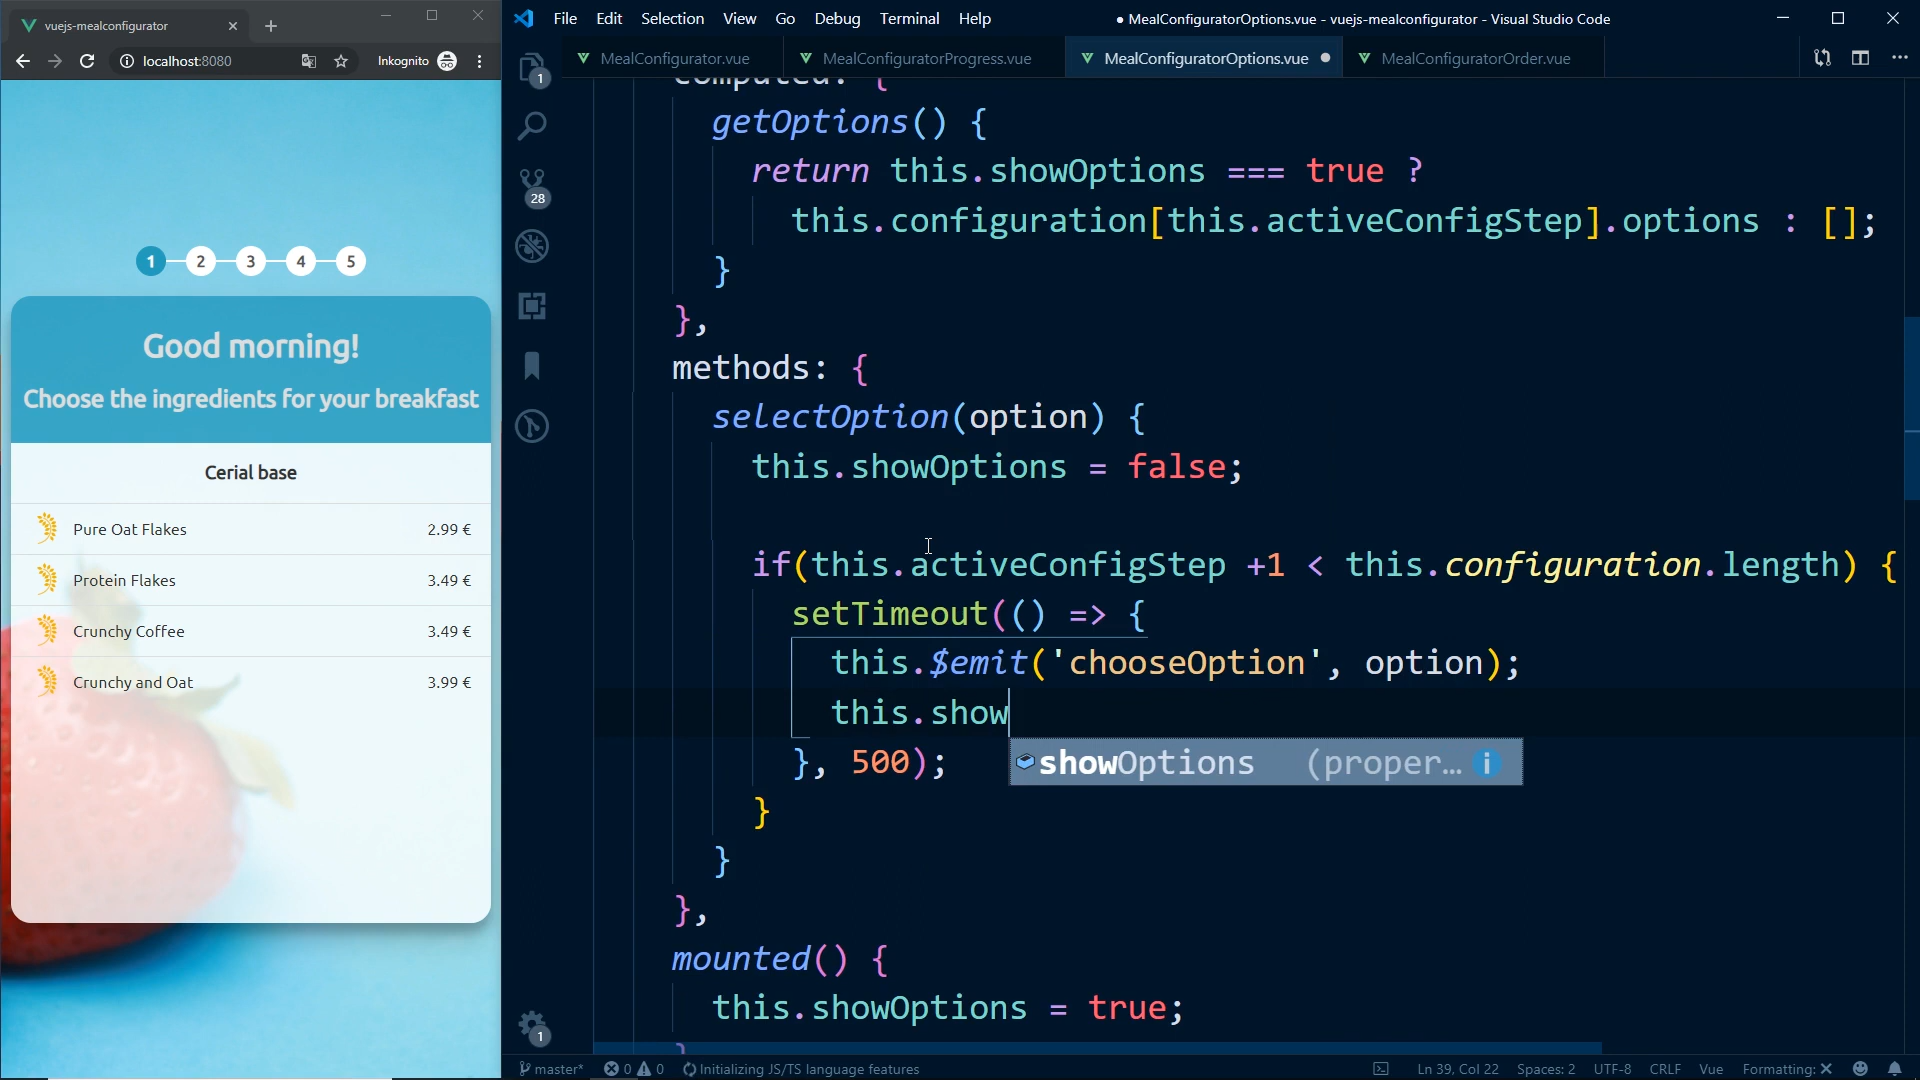 vuejs-mealconfigurator
localhost:8080
Inkognito
1 2 3 4 5
Good morning!
Choose the ingredients for your breakfast
Cerial base
Pure Oat Flakes 2.99 €
Protein Flakes 3.49 €
Crunchy Coffee 3.49 €
Crunchy and Oat 3.99 €
File Edit Selection View Go Debug Terminal Help
● MealConfiguratorOptions.vue - vuejs-mealconfigurator - Visual Studio Code
MealConfigurator.vue MealConfiguratorProgress.vue MealConfiguratorOptions.vue MealConfiguratorOrder.vue
1
28
1
computed: {
getOptions() {
return this.showOptions === true ?
this.configuration[this.activeConfigStep].options : [];
}
},
methods: {
selectOption(option) {
this.showOptions = false;
if(this.activeConfigStep +1 < this.configuration.length) {
setTimeout(() => {
this.$emit('chooseOption', option);
this.show
}, 500);
showOptions (proper…
}
}
},
mounted() {
this.showOptions = true;
}
master* 0 0 Initializing JS/TS language features Ln 39, Col 22 Spaces: 2 UTF-8 CRLF Vue Formatting: ✕